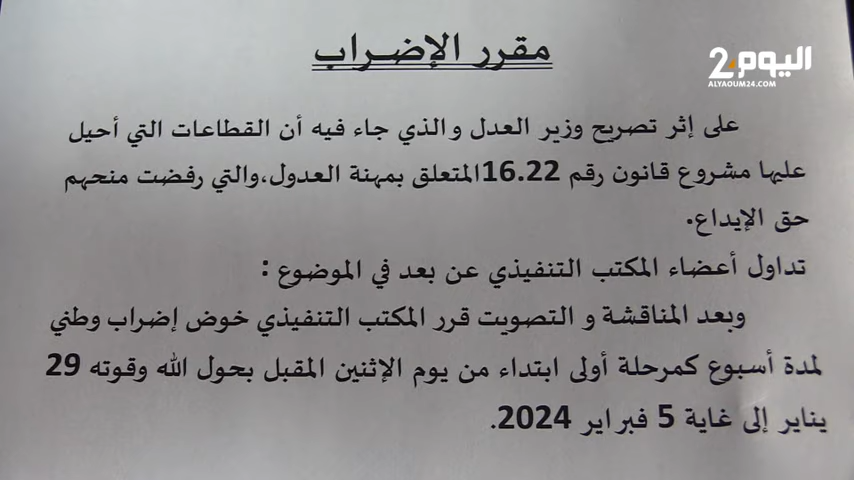 مقرر الإضراب
اليوم24
ALYAOUM24.COM
على إثر تصريح وزير العدل والذي جاء فيه أن القطاعات التي أحيل
عليها مشروع قانون رقم 16.22المتعلق بمهنة العدول،والتي رفضت منحهم
حق الإيداع.
تداول أعضاء المكتب التنفيذي عن بعد في الموضوع :
وبعد المناقشة و التصويت قرر المكتب التنفيذي خوض إضراب وطني
لمدة أسبوع كمرحلة أولى ابتداء من يوم الإثنين المقبل بحول الله وقوته 29
يناير إلى غاية 5 فبراير 2024.